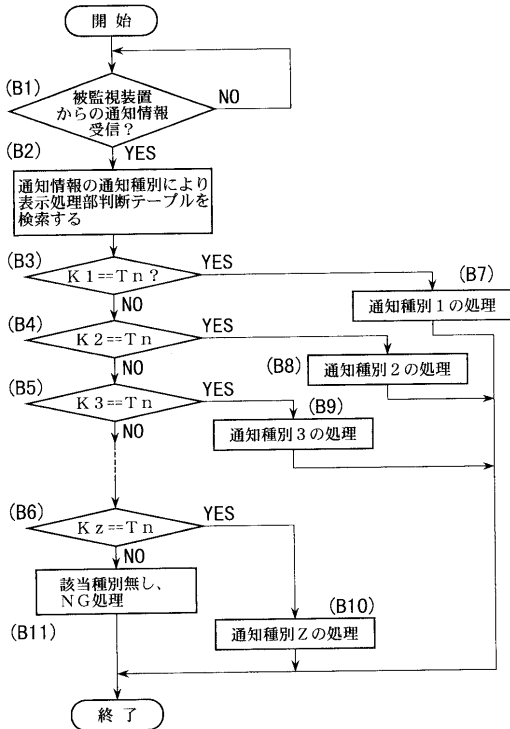 開 始
(B1)
被監視装置
からの通知情報
受信？
NO
(B2)
YES
通知情報の通知種別により
表示処理部判断テーブルを
検索する
(B3)
K1==Tn？
YES
(B7)
NO
通知種別１の処理
(B4)
K2==Tn
YES
(B8)
通知種別２の処理
NO
(B5)
K3==Tn
YES
(B9)
通知種別３の処理
NO
(B6)
Kz==Tn
YES
NO
該当種別無し、
NG処理
(B10)
(B11)
通知種別Zの処理
終 了